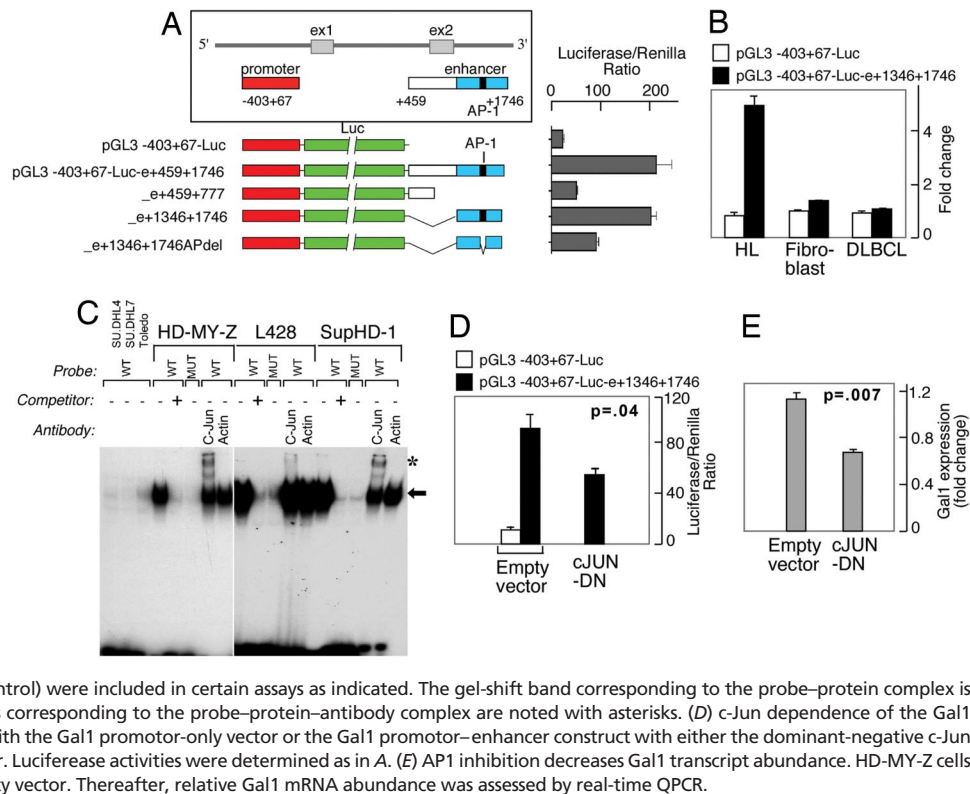 A
5'
ex1
ex2
3'
promoter
-403+67
enhancer
+459
+1746
AP-1
Luciferase/Renilla
Ratio
0
100
200
Luc
AP-1
pGL3 -403+67-Luc
pGL3 -403+67-Luc-e+459+1746
_e+459+777
_e+1346+1746
_e+1346+1746APdel
B
pGL3 -403+67-Luc
pGL3 -403+67-Luc-e+1346+1746
4
2
0
Fold change
HL
Fibro-
blast
DLBCL
C
SU.DHL4
SU.DHL7
Toledo
HD-MY-Z
L428
SupHD-1
Probe:
WT
WT
MUT
WT
WT
MUT
WT
WT
MUT
WT
Competitor:
- - - - + - - - - + - - - - + - - -
Antibody:
C-Jun
Actin
C-Jun
Actin
C-Jun
Actin
*
D
pGL3 -403+67-Luc
pGL3 -403+67-Luc-e+1346+1746
p=.04
120
80
40
0
Luciferase/Renilla
Ratio
Empty
vector
cJUN
-DN
E
p=.007
1.2
0.8
0.4
0
Gal1 expression
(fold change)
Empty
vector
cJUN
-DN
ntrol) were included in certain assays as indicated. The gel-shift band corresponding to the probe–protein complex is
s corresponding to the probe–protein–antibody complex are noted with asterisks. (D) c-Jun dependence of the Gal1
ith the Gal1 promotor-only vector or the Gal1 promotor–enhancer construct with either the dominant-negative c-Jun
r. Luciferease activities were determined as in A. (E) AP1 inhibition decreases Gal1 transcript abundance. HD-MY-Z cells
ty vector. Thereafter, relative Gal1 mRNA abundance was assessed by real-time QPCR.